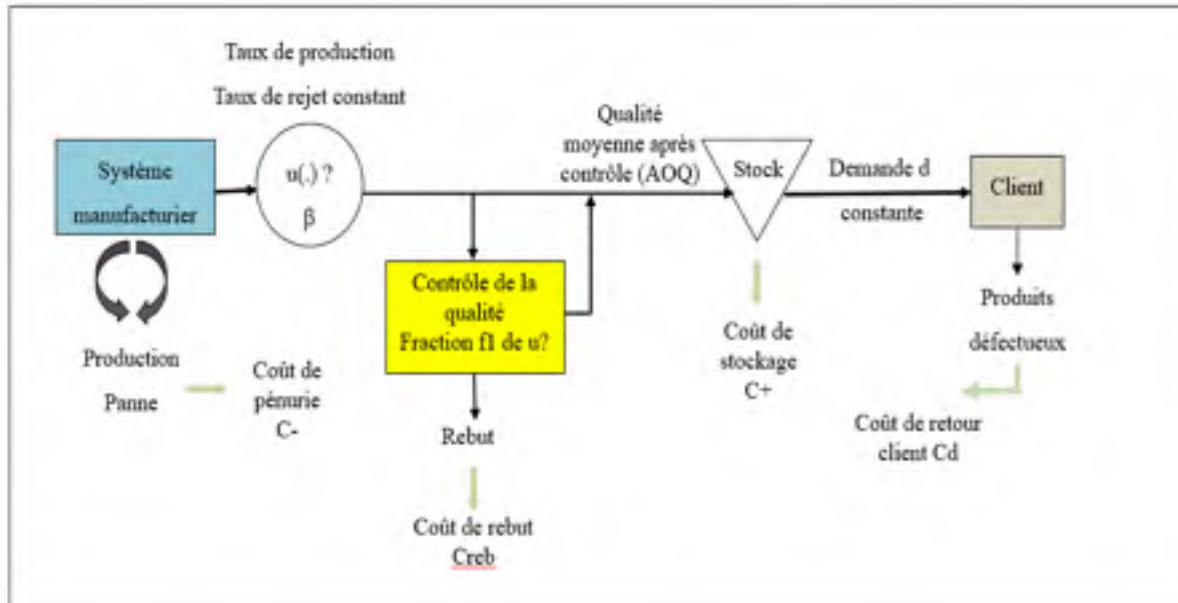 Taux de production
Taux de rejet constant
Système
manufacturier
u(.) ?
β
Qualité
moyenne après
contrôle (AOQ)
Stock
Demande d
constante
Client
Contrôle de la
qualité
Fraction f1 de u?
Production
Panne
Coût de
pénurie
C-
Rebut
Coût de rebut
Creb
Coût de
stockage
C+
Produits
défectueux
Coût de retour
client Cd